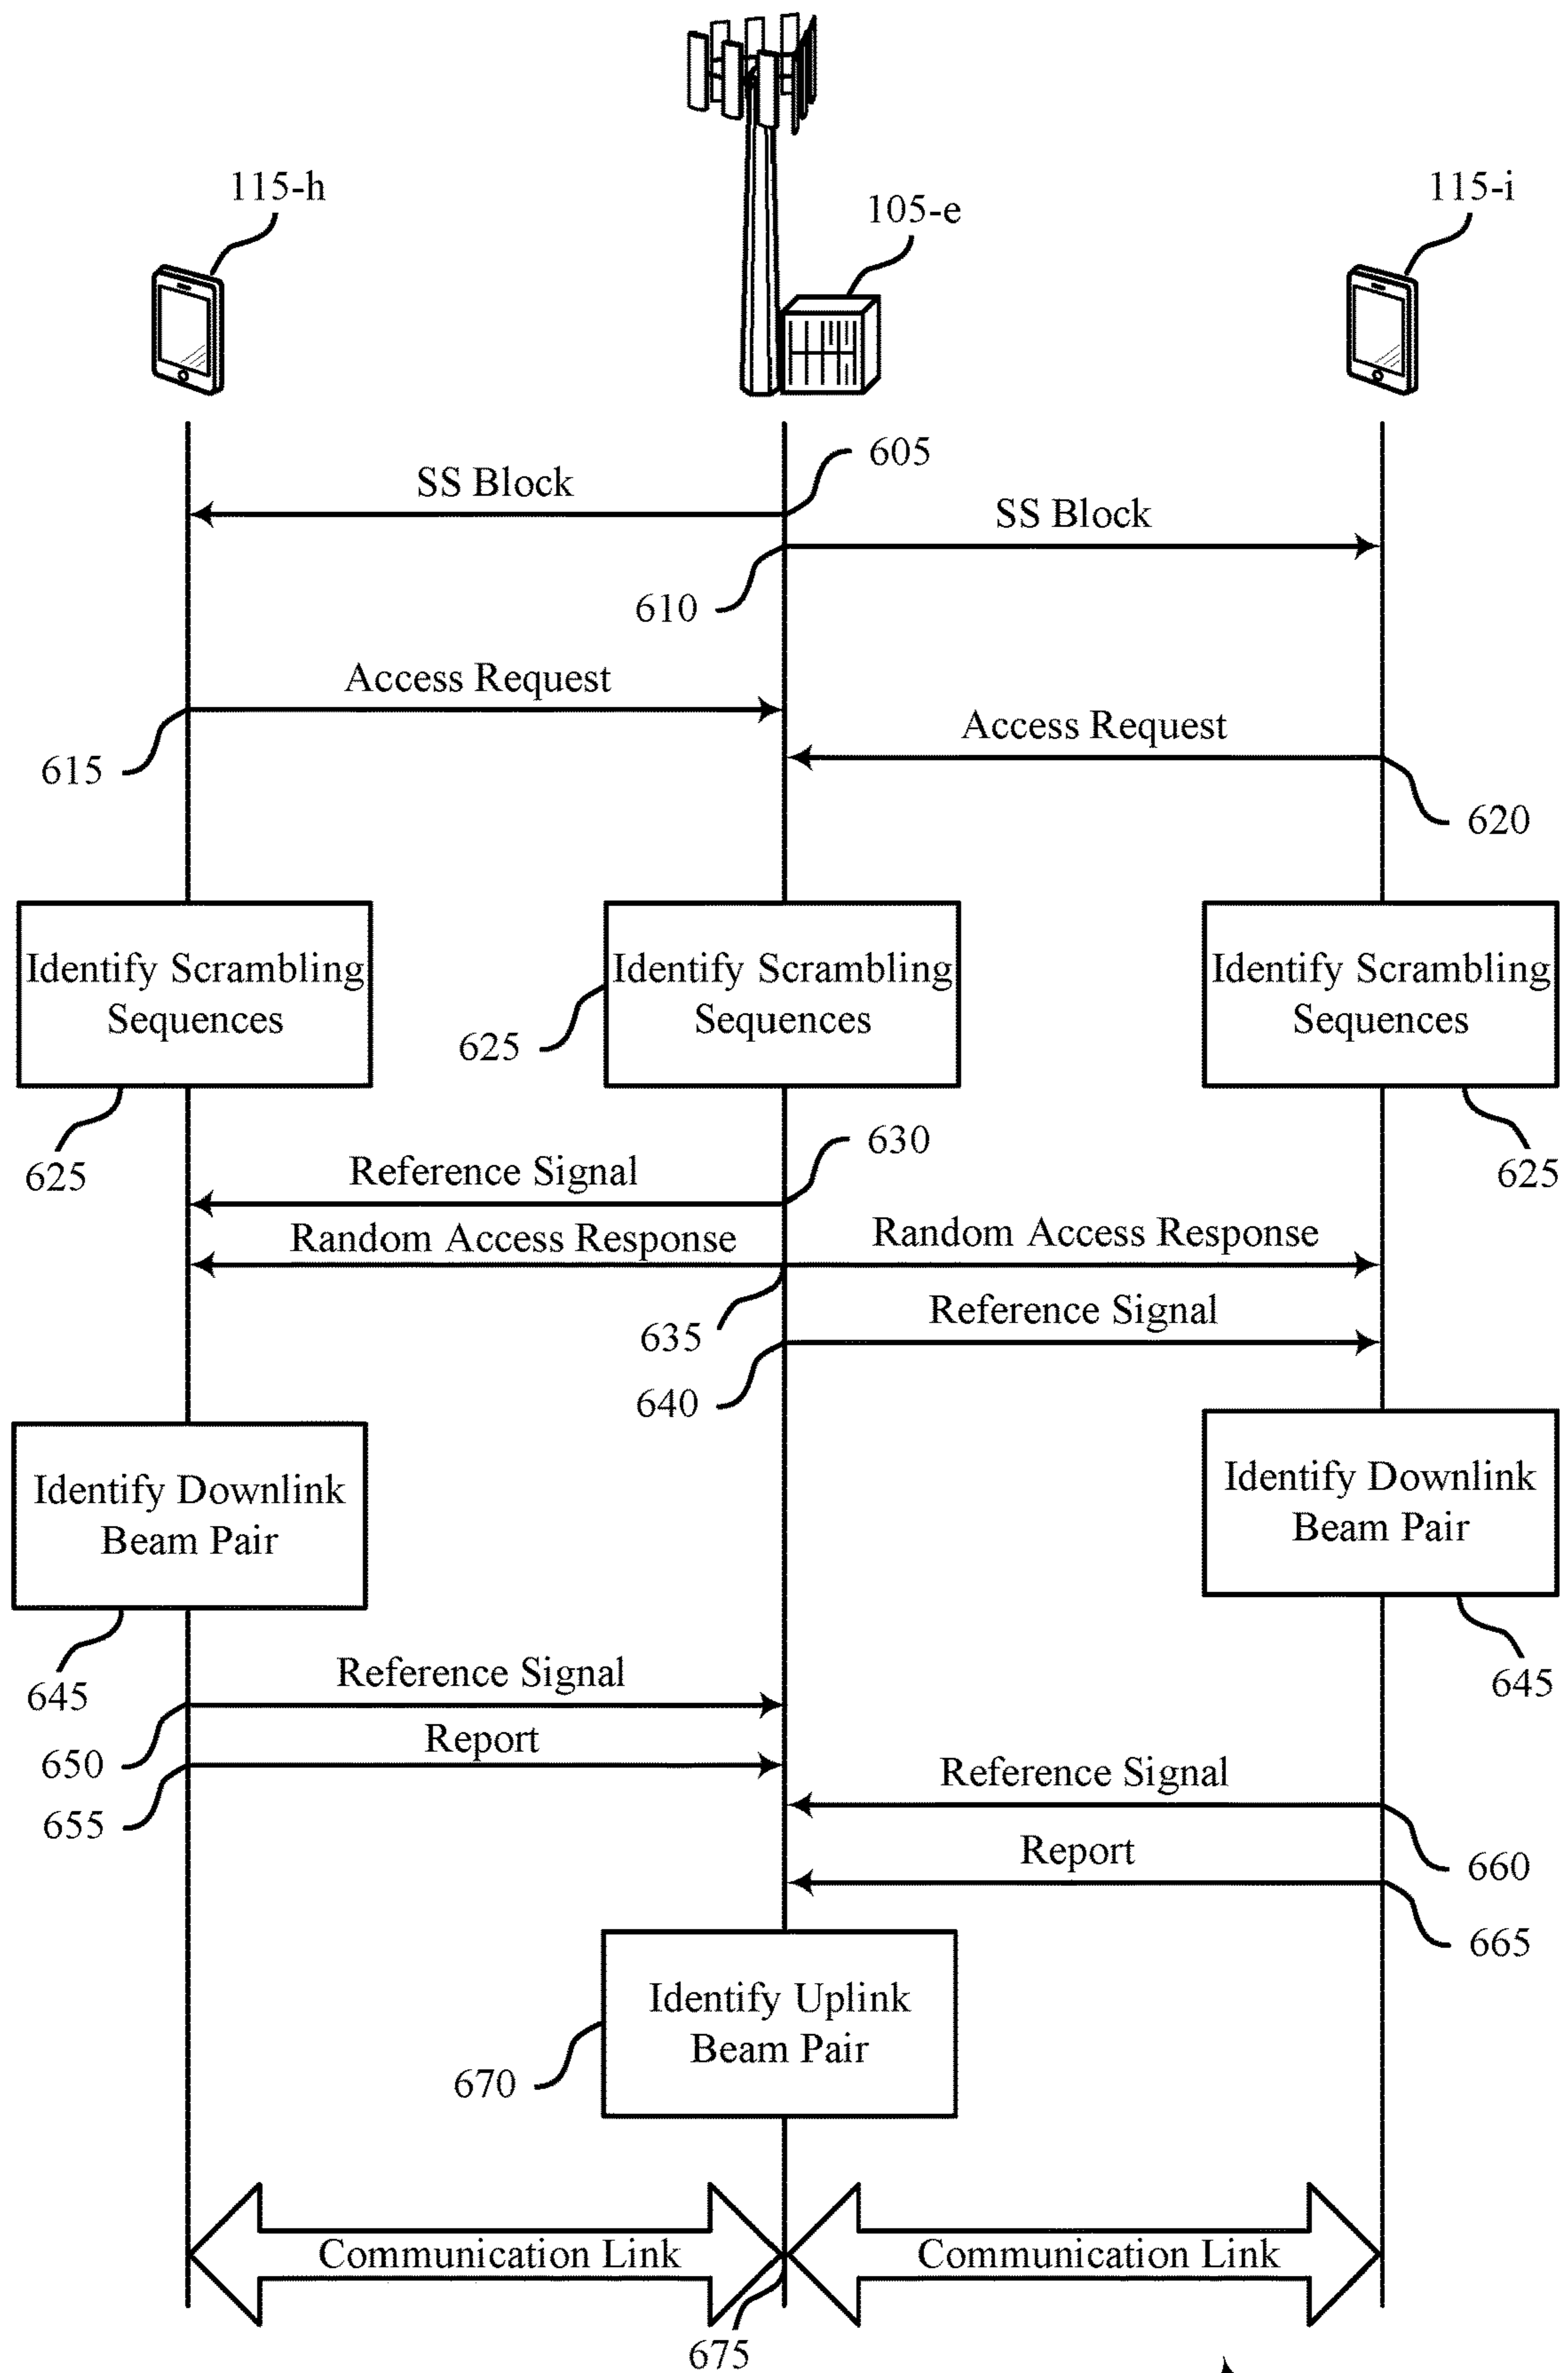 115-h
105-e
115-i
605
SS Block
SS Block
610
Access Request
Access Request
615
620
Identify Scrambling
Sequences
Identify Scrambling
Sequences
Identify Scrambling
Sequences
625
625
625
630
Reference Signal
Random Access Response
Random Access Response
635
Reference Signal
640
Identify Downlink
Beam Pair
Identify Downlink
Beam Pair
645
645
Reference Signal
650
Report
655
Reference Signal
660
Report
665
Identify Uplink
Beam Pair
670
Communication Link
Communication Link
675